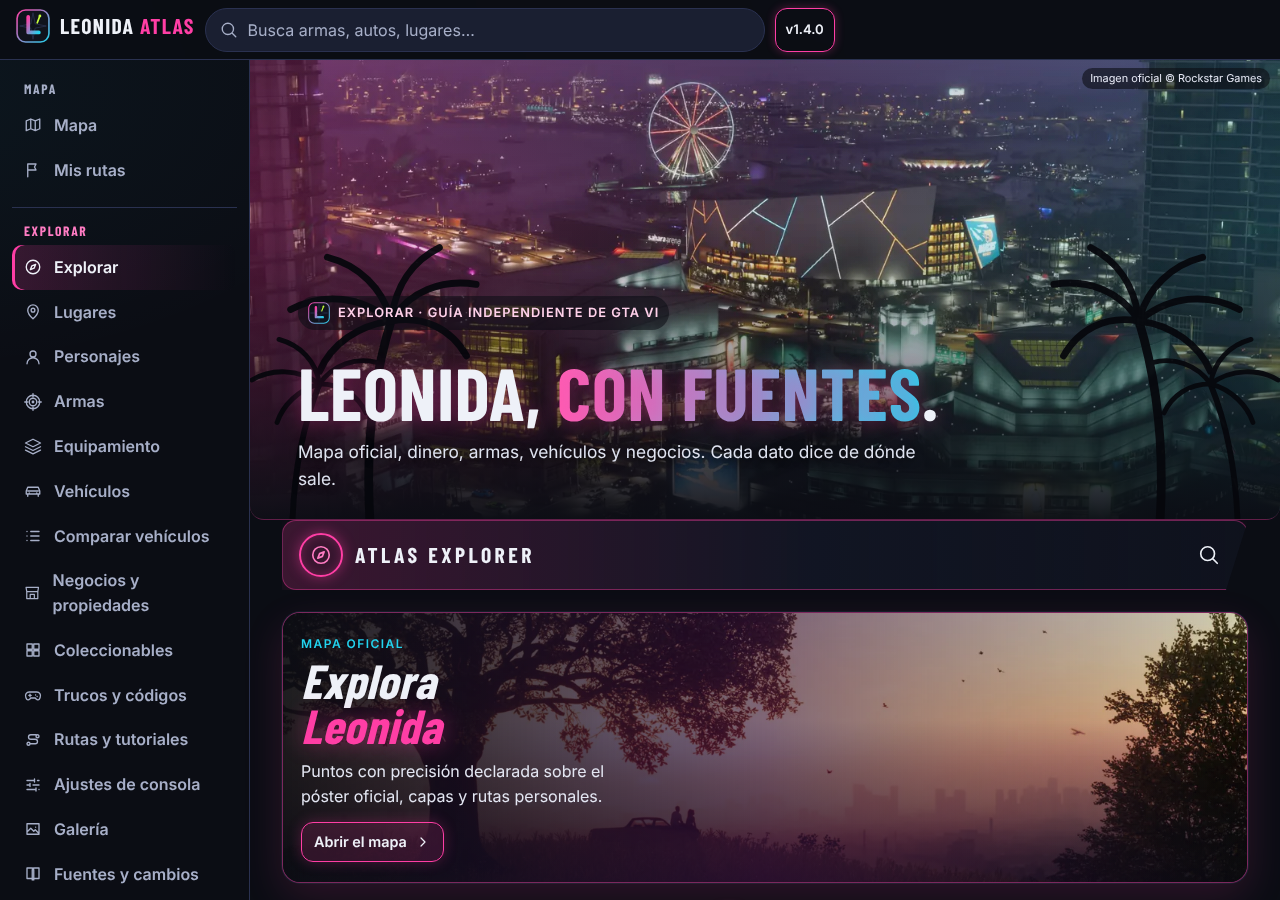 LEONIDA ATLAS
Busca armas, autos, lugares...
v1.4.0
MAPA
Mapa
Mis rutas
EXPLORAR
Explorar
Lugares
Personajes
Armas
Equipamiento
Vehículos
Comparar vehículos
Negocios y
propiedades
Coleccionables
Trucos y códigos
Rutas y tutoriales
Ajustes de consola
Galería
Fuentes y cambios
Imagen oficial © Rockstar Games
EXPLORAR · GUÍA INDEPENDIENTE DE GTA VI
LEONIDA, CON FUENTES.
Mapa oficial, dinero, armas, vehículos y negocios. Cada dato dice de dónde
sale.
ATLAS EXPLORER
MAPA OFICIAL
Explora
Leonida
Puntos con precisión declarada sobre el
póster oficial, capas y rutas personales.
Abrir el mapa